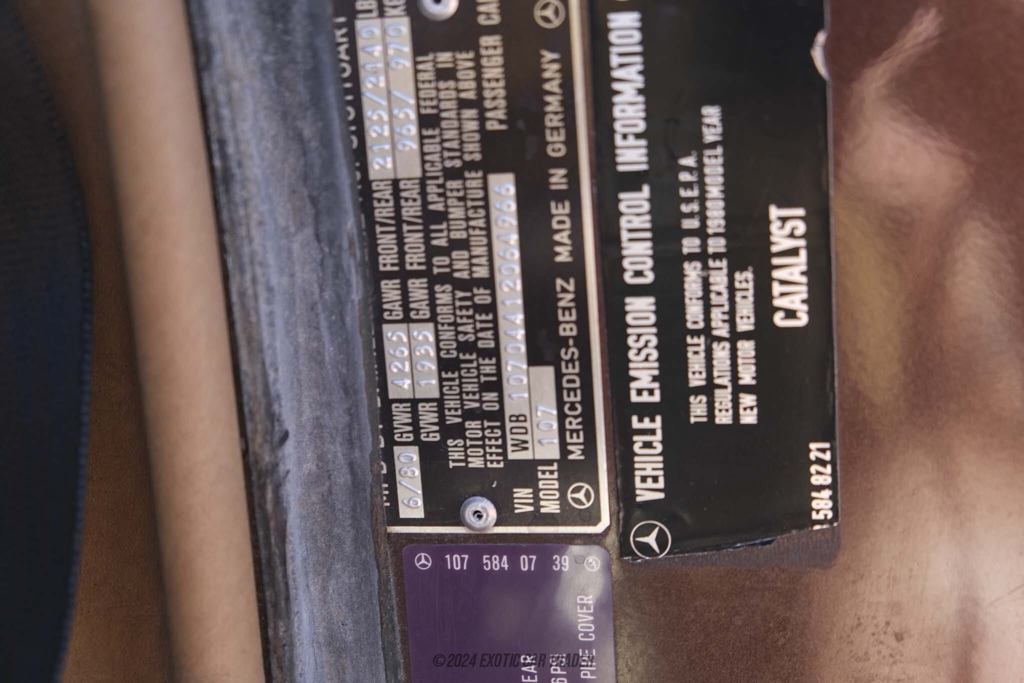 6/80 GVWR 4265 GAWR FRONT/REAR 2125/2140 LB
GVWR 1935 GAWR FRONT/REAR 965/ 970
THIS VEHICLE CONFORMS TO ALL APPLICABLE FEDERAL
MOTOR VEHICLE SAFETY AND BUMPER STANDARDS IN
EFFECT ON THE DATE OF MANUFACTURE SHOWN ABOVE
PASSENGER CAR
VIN WDB 10704412064966
MODEL 107
MERCEDES-BENZ MADE IN GERMANY
VEHICLE EMISSION CONTROL INFORMATION
THIS VEHICLE CONFORMS TO U.S.E.P.A.
REGULATIONS APPLICABLE TO 1980 MODEL YEAR
NEW MOTOR VEHICLES.
CATALYST
584 82 21
107 584 07 39
PIPE COVER
©2024 EXOTIC CAR TRADER